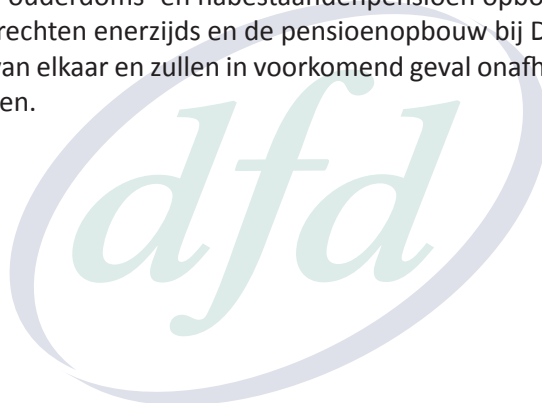 ouderdoms- en nabestaandenpensioen opbo
rechten enerzijds en de pensioenopbouw bij D
van elkaar en zullen in voorkomend geval onafh
en.
dfd